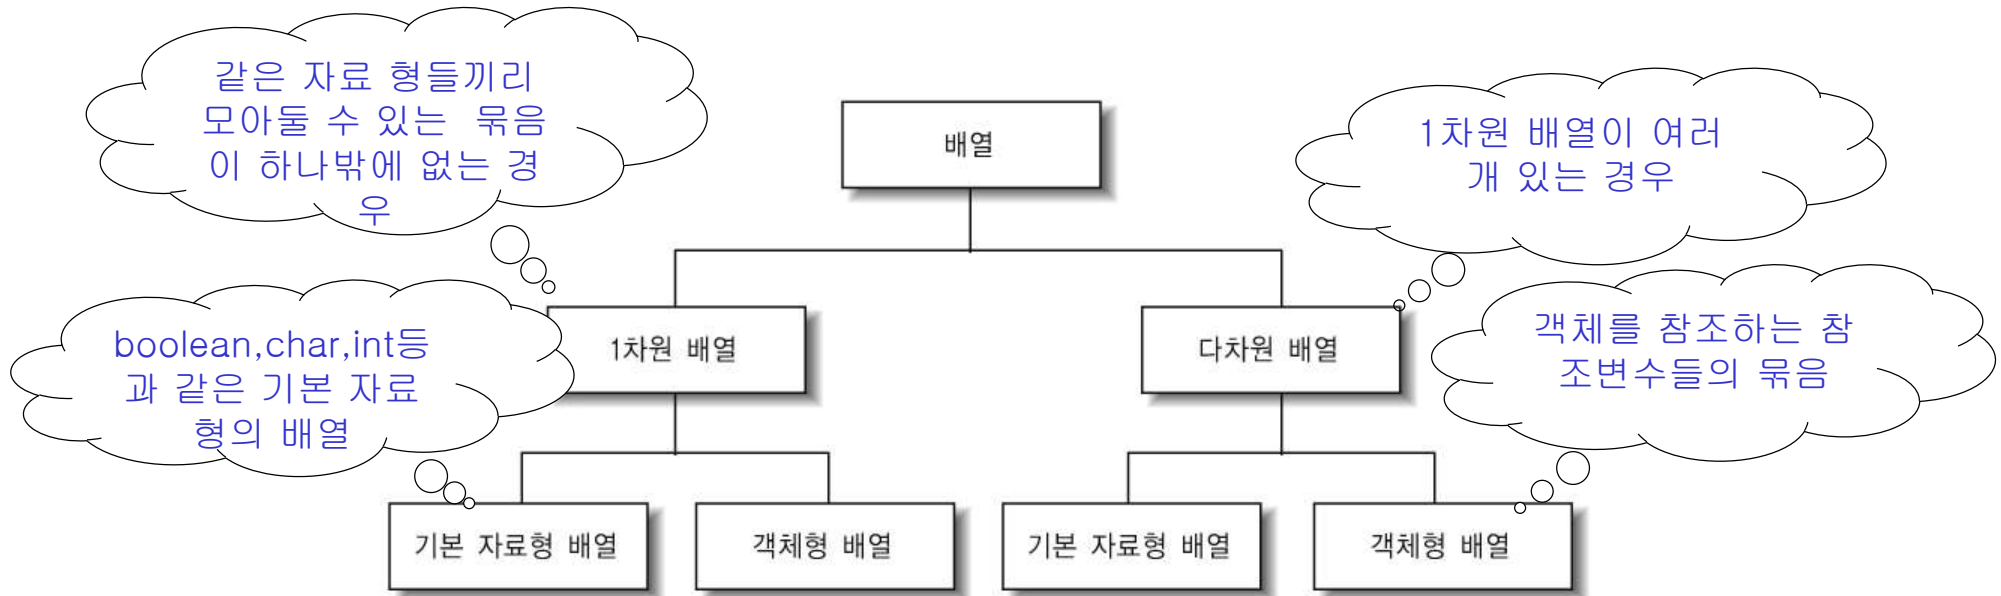 같은 자료 형들끼리
모아둘 수 있는 묶음
이 하나밖에 없는 경
우
배열
1차원 배열이 여러
개 있는 경우
boolean,char,int등
과 같은 기본 자료
형의 배열
1차원 배열
다차원 배열
객체를 참조하는 참
조변수들의 묶음
기본 자료형 배열
객체형 배열
기본 자료형 배열
객체형 배열